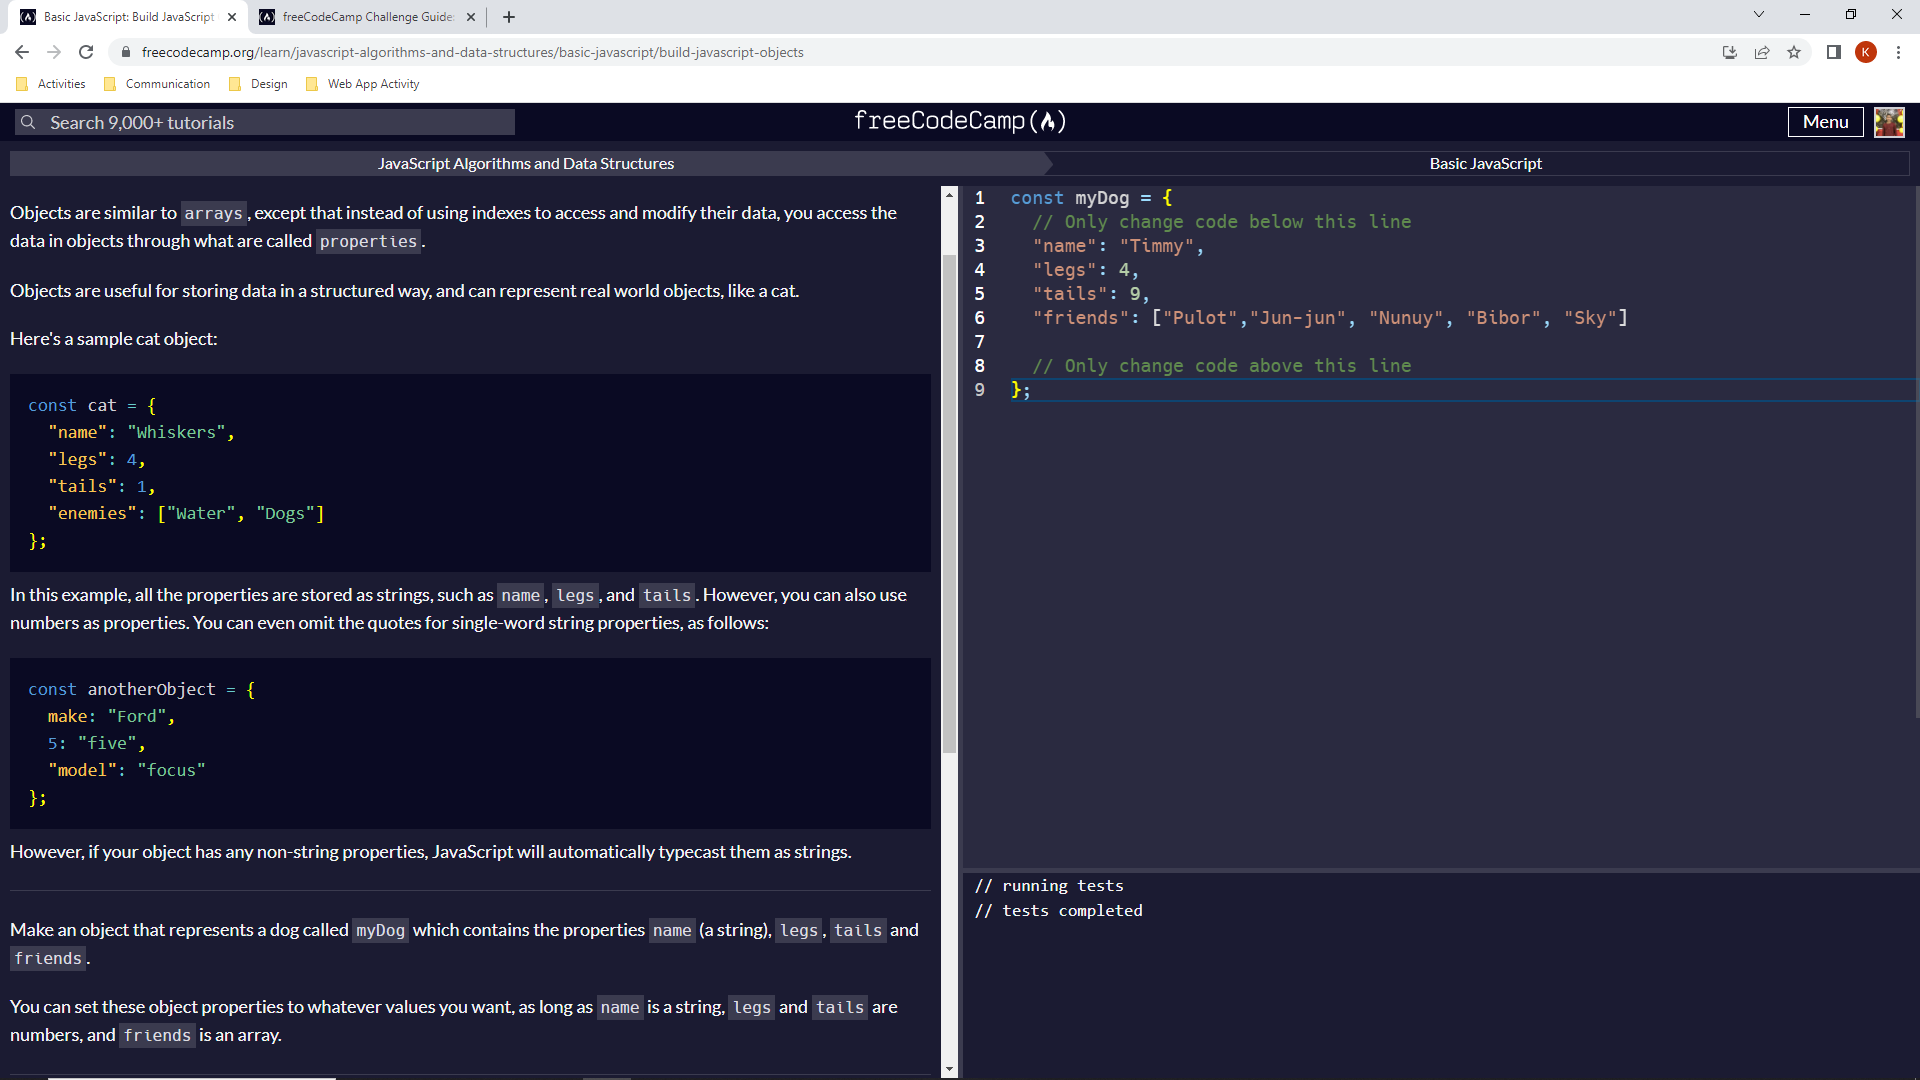 Basic JavaScript: Build JavaScript
freeCodeCamp Challenge Guide:
freecodecamp.org/learn/javascript-algorithms-and-data-structures/basic-javascript/build-javascript-objects
K
Activities
Communication
Design
Web App Activity
Search 9,000+ tutorials
freeCodeCamp(
)
Menu
JavaScript Algorithms and Data Structures
Basic JavaScript
Objects are similar to arrays, except that instead of using indexes to access and modify their data, you access the
data in objects through what are called properties.
Objects are useful for storing data in a structured way, and can represent real world objects, like a cat.
Here's a sample cat object:
const cat = {
"name": "Whiskers",
"legs": 4,
"tails": 1,
"enemies": ["Water", "Dogs"]
};
In this example, all the properties are stored as strings, such as name, legs, and tails. However, you can also use
numbers as properties. You can even omit the quotes for single-word string properties, as follows:
const anotherObject = {
make: "Ford",
5: "five",
"model": "focus"
};
However, if your object has any non-string properties, JavaScript will automatically typecast them as strings.
Make an object that represents a dog called myDog which contains the properties name (a string), legs, tails and
friends.
You can set these object properties to whatever values you want, as long as name is a string, legs and tails are
numbers, and friends is an array.
1 const myDog = {
2 // Only change code below this line
3 "name": "Timmy",
4 "legs": 4,
5 "tails": 9,
6 "friends": ["Pulot","Jun-jun", "Nunuy", "Bibor", "Sky"]
7
8 // Only change code above this line
9 };
// running tests
// tests completed